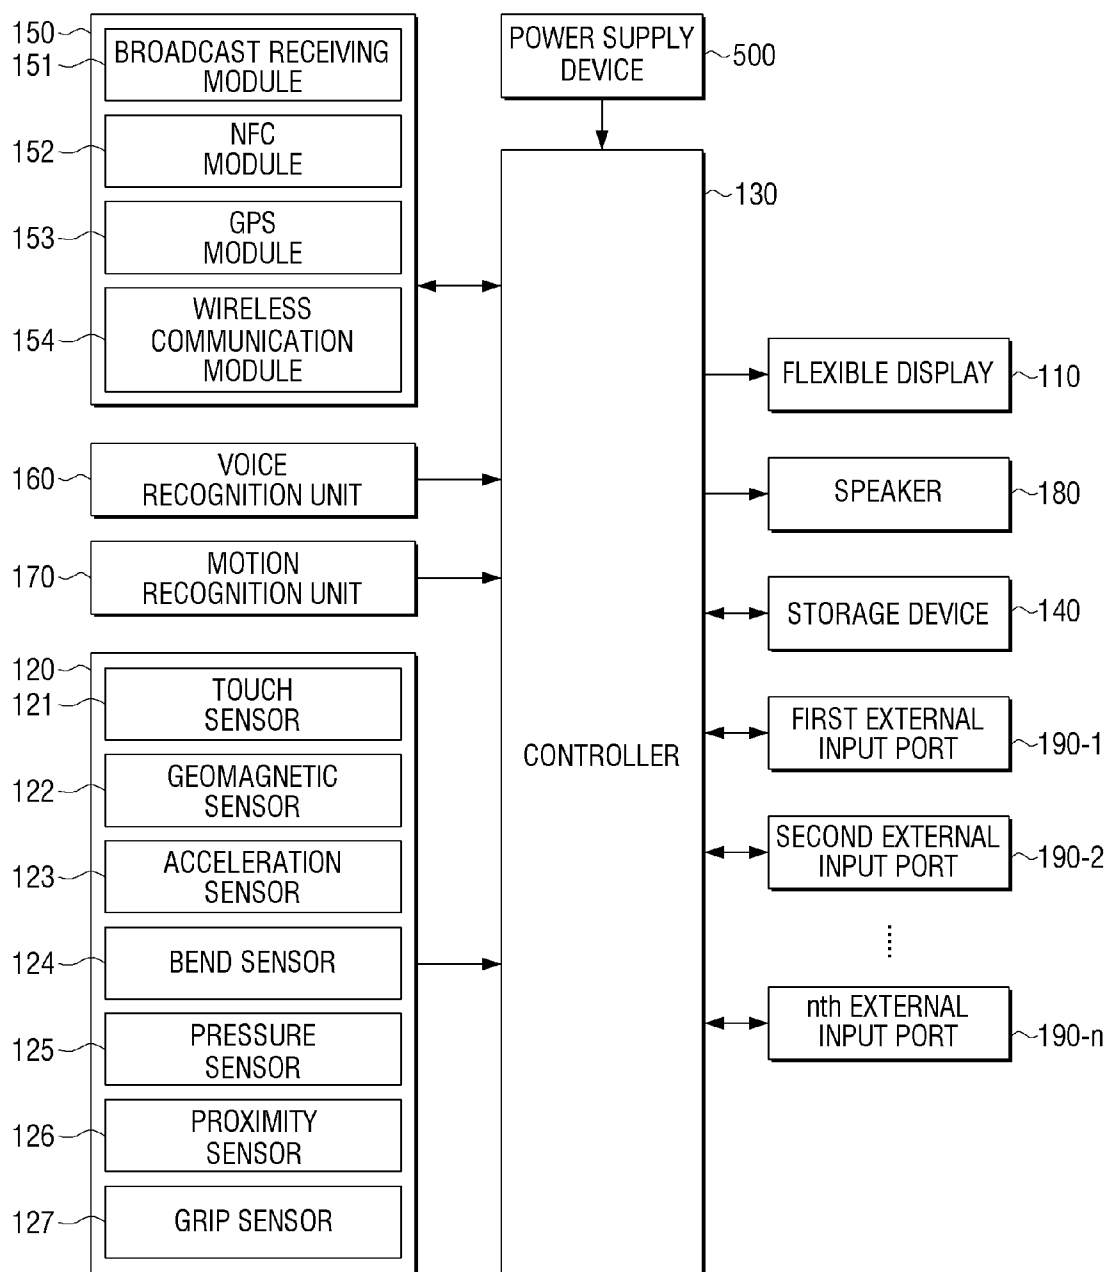 150
151
BROADCAST RECEIVING
MODULE
152
NFC
MODULE
153
GPS
MODULE
154
WIRELESS
COMMUNICATION
MODULE
160
VOICE
RECOGNITION UNIT
170
MOTION
RECOGNITION UNIT
120
121
TOUCH
SENSOR
122
GEOMAGNETIC
SENSOR
123
ACCELERATION
SENSOR
124
BEND SENSOR
125
PRESSURE
SENSOR
126
PROXIMITY
SENSOR
127
GRIP SENSOR
POWER SUPPLY
DEVICE
500
130
CONTROLLER
FLEXIBLE DISPLAY
110
SPEAKER
180
STORAGE DEVICE
140
FIRST EXTERNAL
INPUT PORT
190-1
SECOND EXTERNAL
INPUT PORT
190-2
nth EXTERNAL
INPUT PORT
190-n